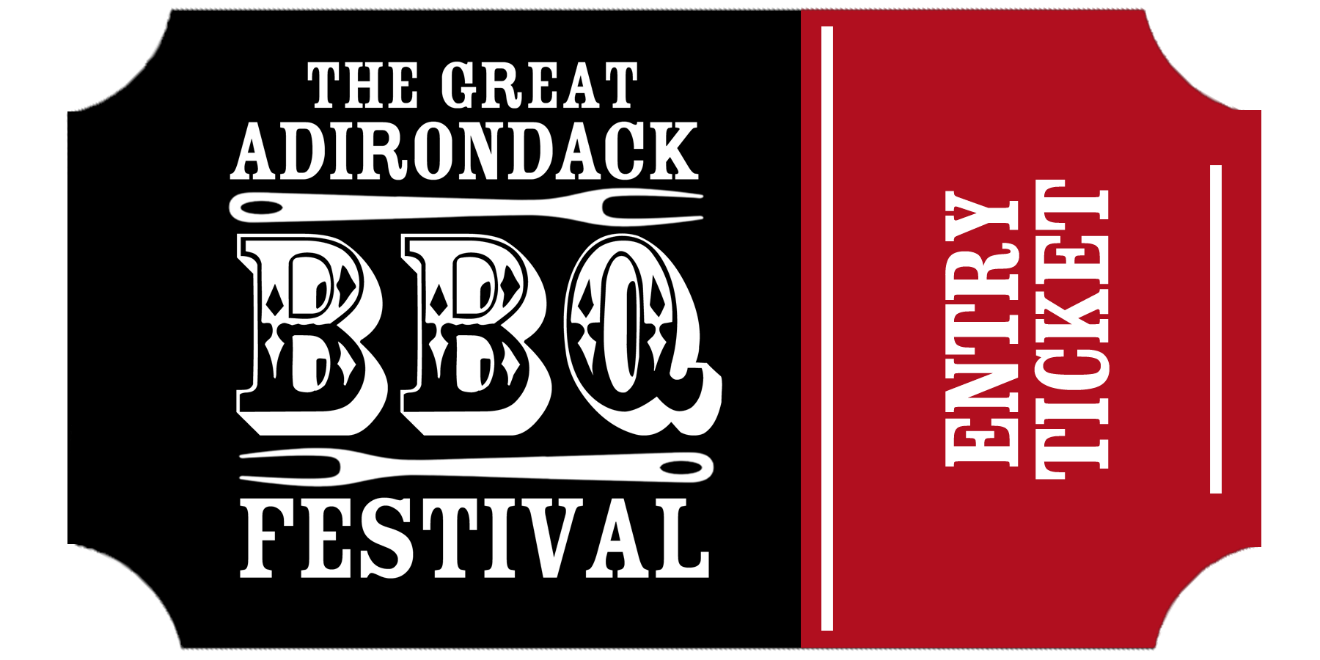 THE GREAT
ADIRONDACK
BBQ
FESTIVAL
ENTRY
TICKET